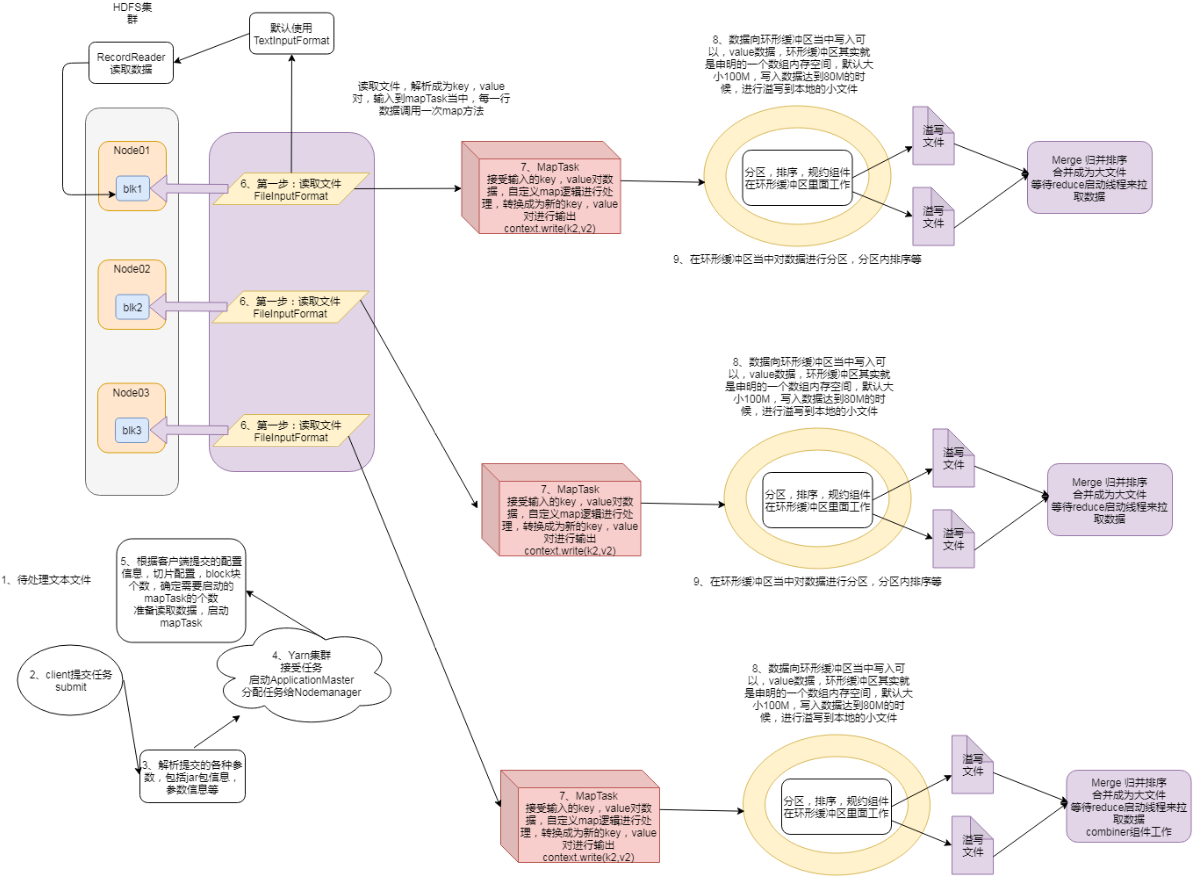 HDFS集
群
默认使用
TextInputFormat
RecordReader
读取数据
读取文件，解析成为key，value
对，输入到mapTask当中，每一行
数据调用一次map方法
Node01
blk1
6、第一步：读取文件
FileInputFormat
7、MapTask
接受输入的key，value对数
据，自定义map逻辑进行处
理，转换成为新的key，value
对进行输出
context.write(k2,v2)
8、数据向环形缓冲区当中写入可
以，value数据，环形缓冲区其实就
是申明的一个数组内存空间，默认大
小100M，写入数据达到80M的时
候，进行溢写到本地的小文件
分区，排序，规约组件
在环形缓冲区里面工作
溢写
文件
溢写
文件
Merge 归并排序
合并成为大文件
等待reduce启动线程来拉
取数据
9、在环形缓冲区当中对数据进行分区，分区内排序等
Node02
blk2
6、第一步：读取文件
FileInputFormat
Node03
blk3
6、第一步：读取文件
FileInputFormat
8、数据向环形缓冲区当中写入可
以，value数据，环形缓冲区其实就
是申明的一个数组内存空间，默认大
小100M，写入数据达到80M的时
候，进行溢写到本地的小文件
7、MapTask
接受输入的key，value对数
据，自定义map逻辑进行处
理，转换成为新的key，value
对进行输出
context.write(k2,v2)
分区，排序，规约组件
在环形缓冲区里面工作
溢写
文件
溢写
文件
Merge 归并排序
合并成为大文件
等待reduce启动线程来拉
取数据
9、在环形缓冲区当中对数据进行分区，分区内排序等
1、待处理文本文件
5、根据客户端提交的配置
信息，切片配置，block块
个数，确定需要启动的
mapTask的个数
准备读取数据，启动
mapTask
2、client提交任务
submit
4、Yarn集群
接受任务
启动ApplicationMaster
分配任务给Nodemanager
3、解析提交的各种参
数，包括jar包信息，
参数信息等
8、数据向环形缓冲区当中写入可
以，value数据，环形缓冲区其实就
是申明的一个数组内存空间，默认大
小100M，写入数据达到80M的时
候，进行溢写到本地的小文件
7、MapTask
接受输入的key，value对数
据，自定义map逻辑进行处
理，转换成为新的key，value
对进行输出
context.write(k2,v2)
分区，排序，规约组件
在环形缓冲区里面工作
溢写
文件
溢写
文件
Merge 归并排序
合并成为大文件
等待reduce启动线程来拉
取数据
combiner组件工作